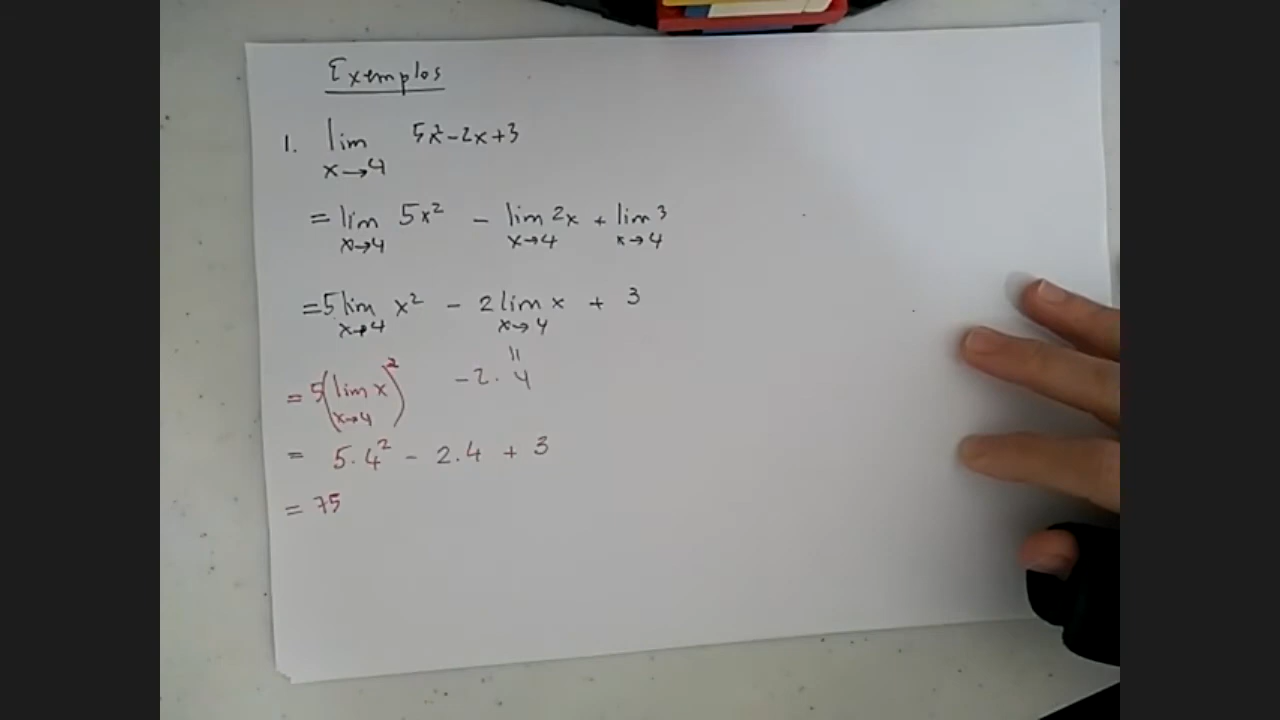 Exemplos
1. lim 5x²-2x+3
x→4
= lim 5x² - lim 2x + lim 3
x→4 x→4 x→4
=5 lim x² - 2 lim x + 3
x→4 x→4
= 5(lim x)² -2. 4
x→4
= 5.4² - 2.4 + 3
= 75